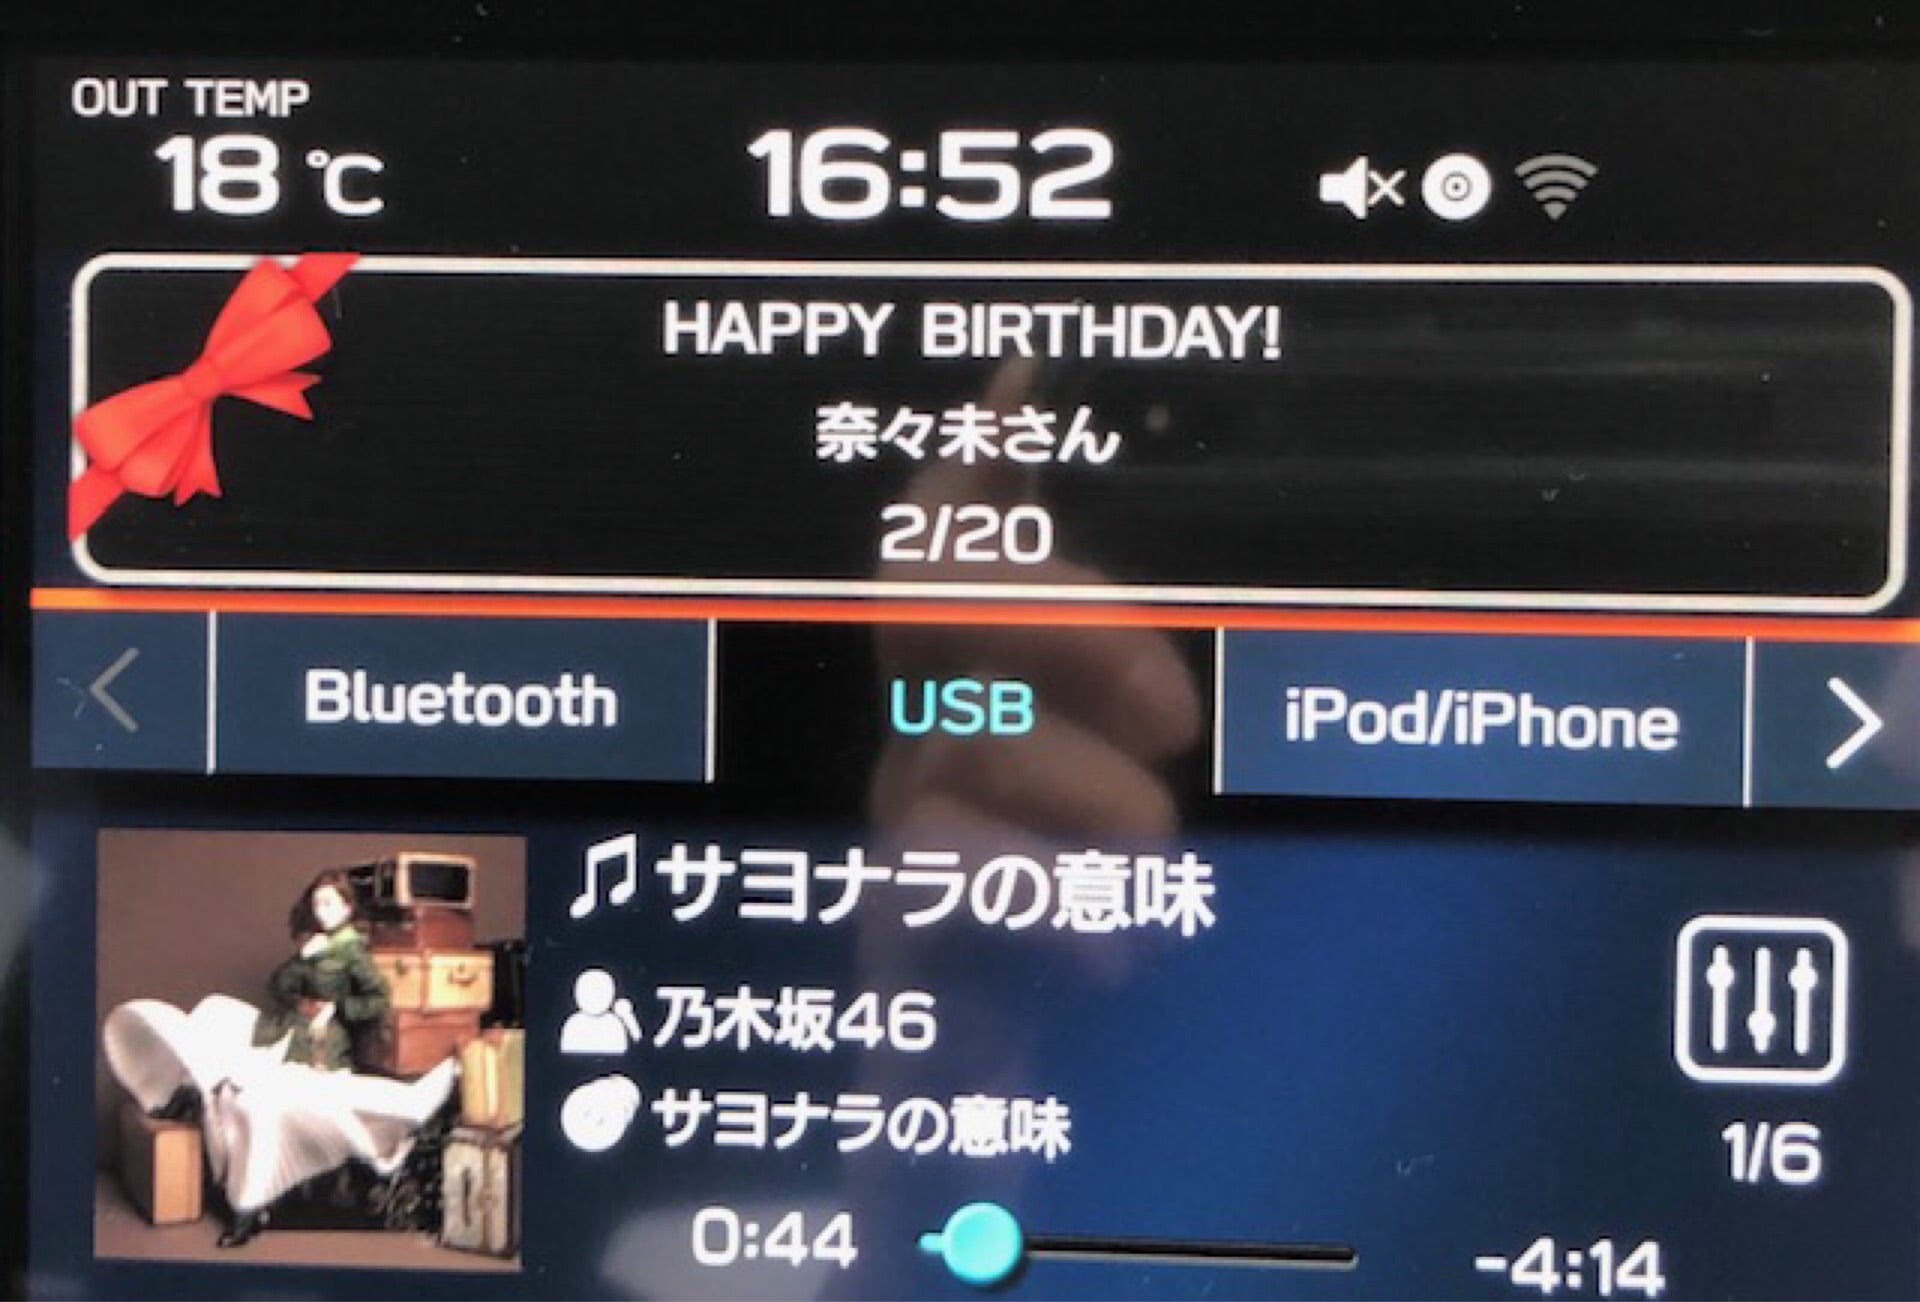 OUT TEMP
18℃
16:52
HAPPY BIRTHDAY!
奈々未さん
2/20
Bluetooth
USB
iPod/iPhone
サヨナラの意味
乃木坂46
サヨナラの意味
1/6
0:44
-4:14